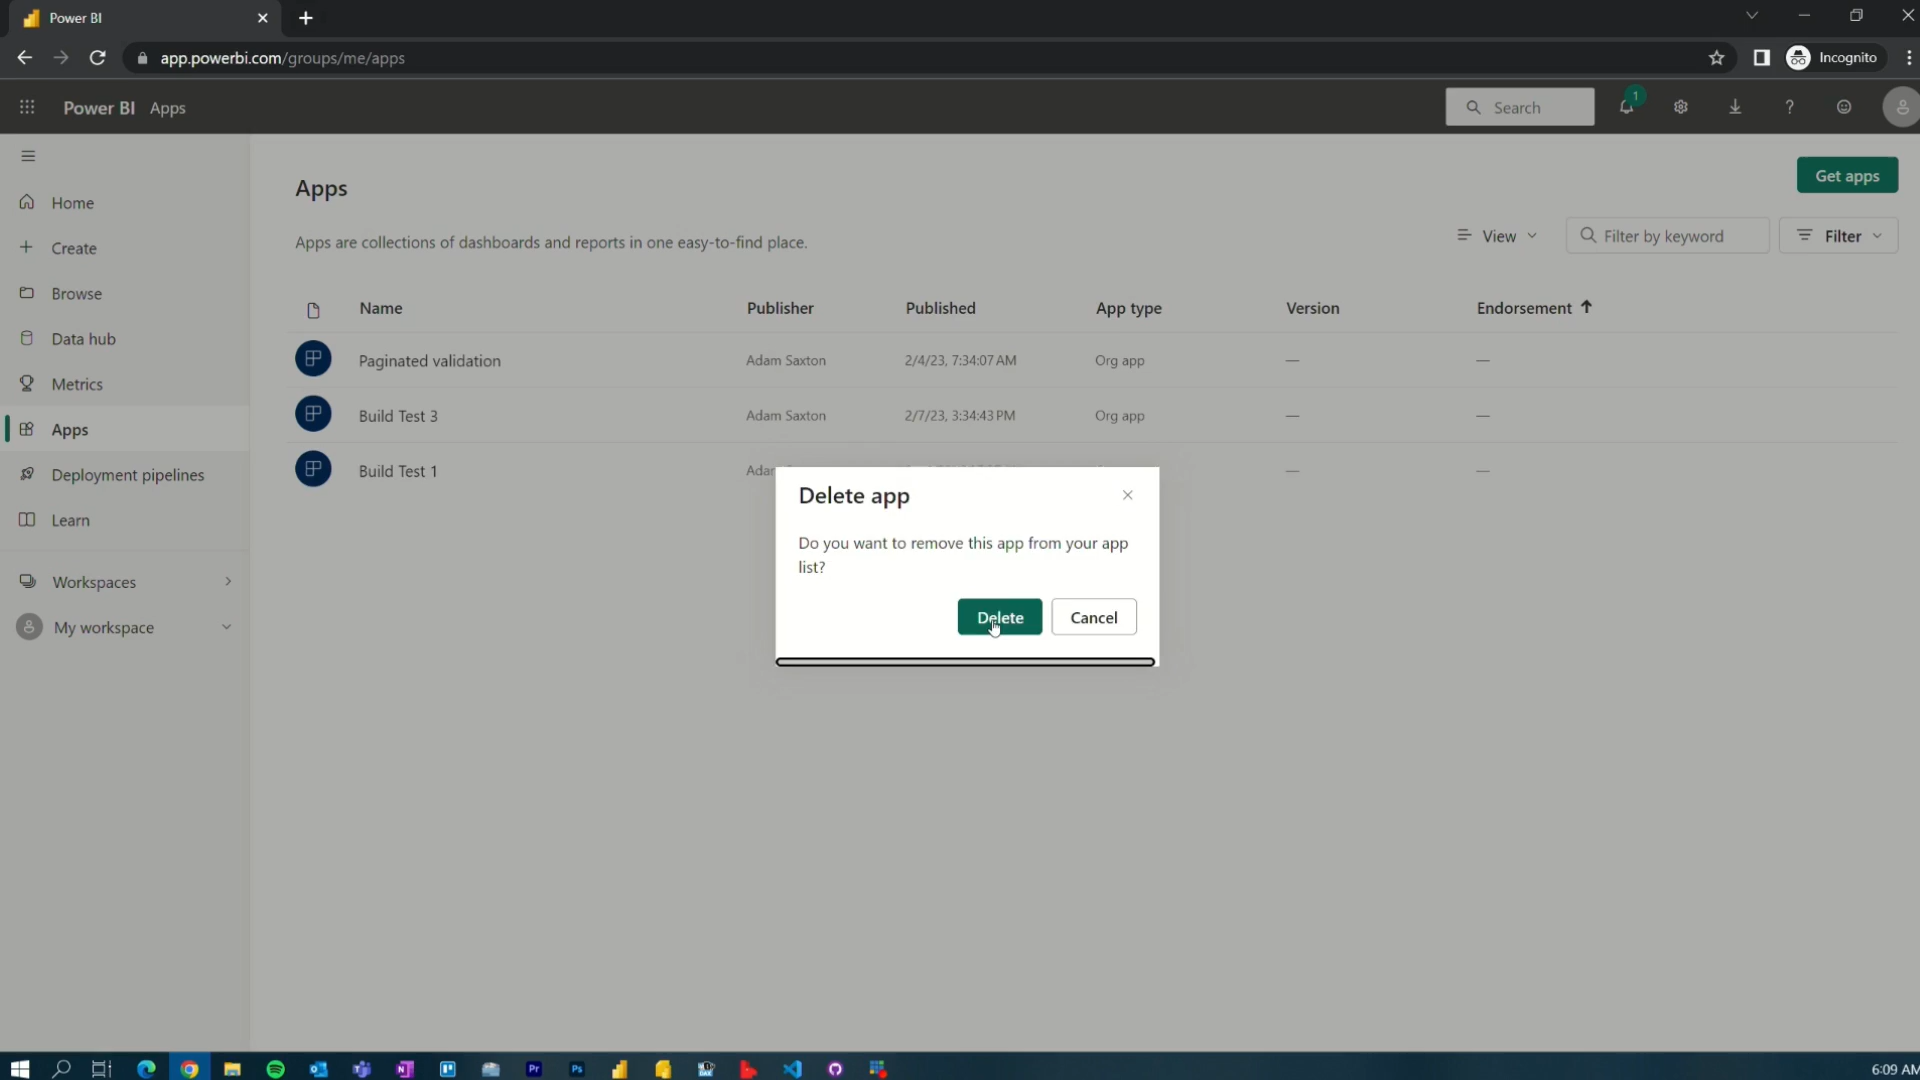 Power BI
app.powerbi.com/groups/me/apps
Incognito
Power BI Apps
Search
1
Home
Create
Browse
Data hub
Metrics
Apps
Deployment pipelines
Learn
Workspaces
My workspace
Apps
Get apps
Apps are collections of dashboards and reports in one easy-to-find place.
View
Filter by keyword
Filter
Name Publisher Published App type Version Endorsement
Paginated validation Adam Saxton 2/4/23, 7:34:07 AM Org app — —
Build Test 3 Adam Saxton 2/7/23, 3:34:43 PM Org app — —
Build Test 1 — —
Delete app
Do you want to remove this app from your app
list?
Delete
Cancel
6:09 AM